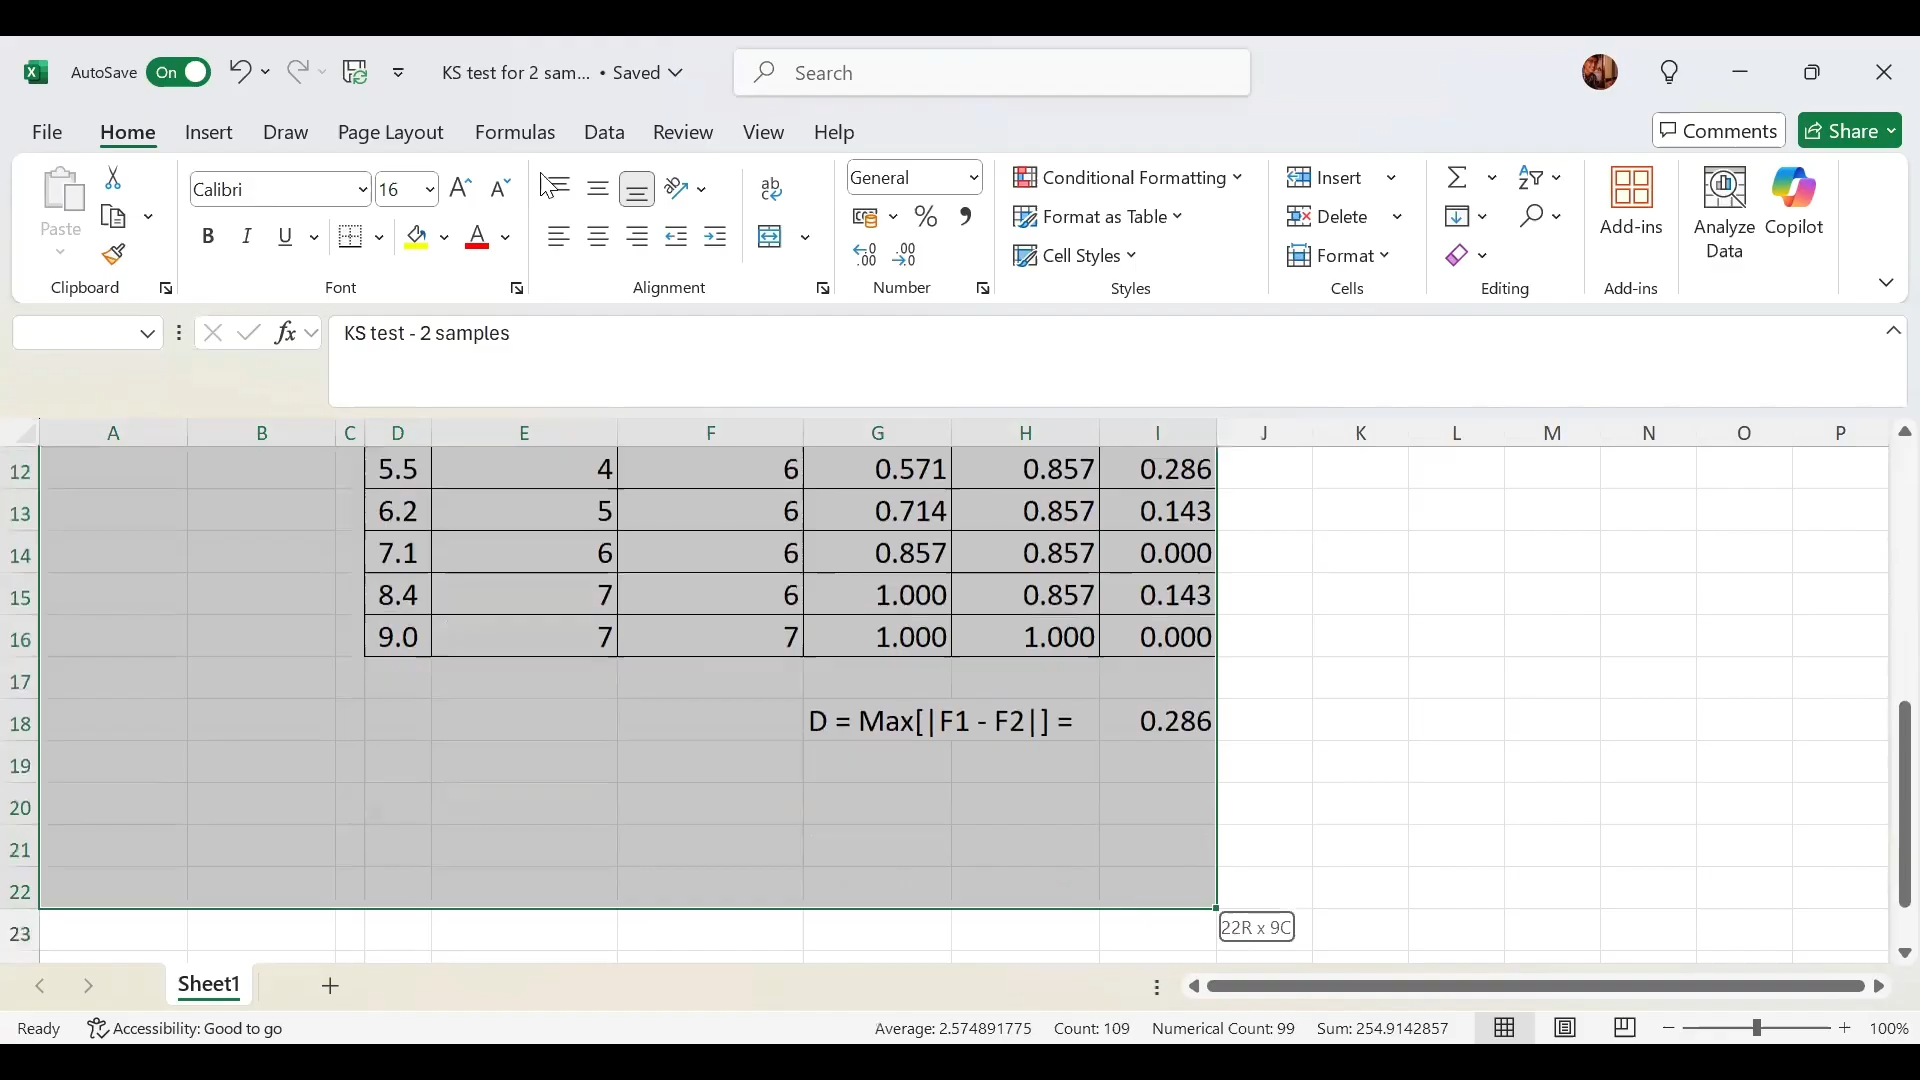 AutoSave On KS test for 2 sam... • Saved Search
File Home Insert Draw Page Layout Formulas Data Review View Help Comments Share
Paste Calibri 16 ab General Conditional Formatting Insert
Format as Table Delete Add-ins Analyze Data Copilot
B I U A % Cell Styles Format
Clipboard Font Alignment Number Styles Cells Editing Add-ins
fx KS test - 2 samples
A B C D E F G H I J K L M N O P
12 5.5 4 6 0.571 0.857 0.286
13 6.2 5 6 0.714 0.857 0.143
14 7.1 6 6 0.857 0.857 0.000
15 8.4 7 6 1.000 0.857 0.143
16 9.0 7 7 1.000 1.000 0.000
17
18 D = Max[|F1 - F2|] = 0.286
19
20
21
22
23 22R x 9C
Sheet1
Ready Accessibility: Good to go Average: 2.574891775 Count: 109 Numerical Count: 99 Sum: 254.9142857 100%